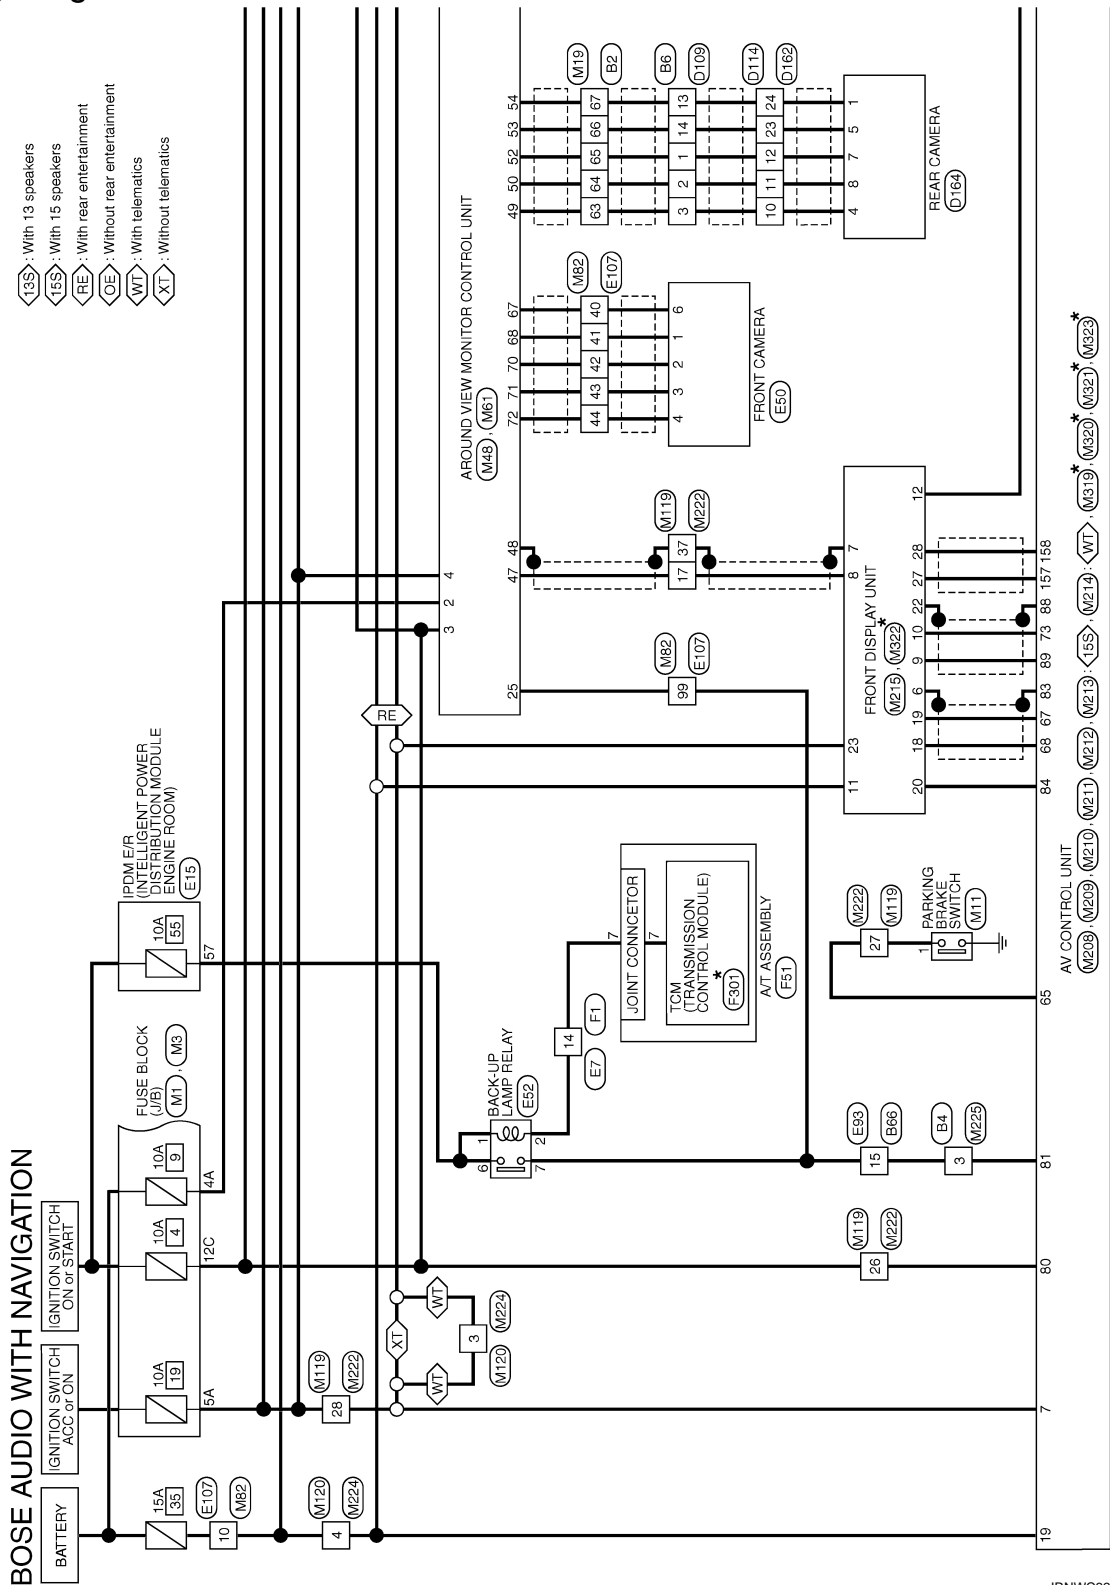 BOSE AUDIO WITH NAVIGATION
BATTERY
IGNITION SWITCH
ACC or ON
IGNITION SWITCH
ON or START
13S : With 13 speakers
15S : With 15 speakers
RE : With rear entertainment
OE : Without rear entertainment
WT : With telematics
XT : Without telematics
15A
35
10A
19
10A
4
10A
9
FUSE BLOCK
(J/B)
M1 , M3
10A
55
IPDM E/R
(INTELLIGENT POWER
DISTRIBUTION MODULE
ENGINE ROOM)
E15
5A
12C
4A
57
E107
10
M82
M120
4
M224
M119
28
M222
XT
WT
WT
3
M120
M224
RE
3
2
4
AROUND VIEW MONITOR CONTROL UNIT
M48 , M61
25
47
48
72
71
70
68
67
49
50
52
53
54
BACK-UP
LAMP RELAY
E52
6
1
7
2
14
E7
F1
7
JOINT CONNCETOR
7
TCM
(TRANSMISSION
CONTROL MODULE)
*
F301
A/T ASSEMBLY
F51
M82
99
E107
M119
17
37
M222
M82
E107
44
43
42
41
40
4
3
2
1
6
FRONT CAMERA
E50
M19
B2
63
64
65
66
67
B6
D109
3
2
1
14
13
D114
D162
10
11
12
23
24
4
8
7
5
1
REAR CAMERA
D164
11
23
8
7
FRONT DISPLAY UNIT
M215 , M322
*
20
18
19
6
9
10
22
27
28
12
M119
26
M222
E93
15
B66
B4
3
M225
M222
27
M119
1
PARKING
BRAKE
SWITCH
M11
19
7
80
81
65
84
68
67
83
89
73
88
157
158
AV CONTROL UNIT
M208 , M209 , M210 , M211 , M212 , M213 : 15S , M214 : WT , M319* , M320* , M321* , M323*